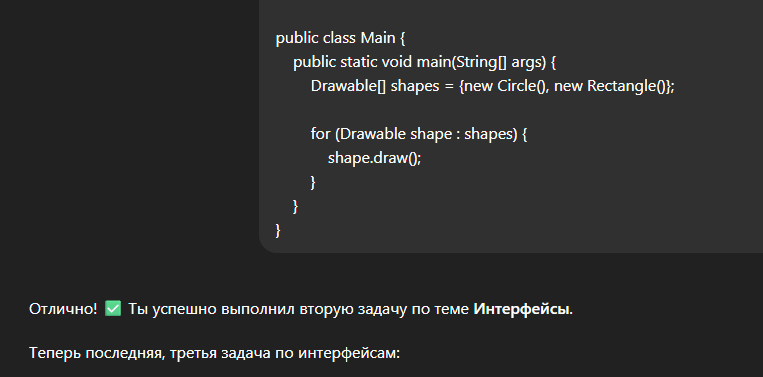 public class Main {
public static void main(String[] args) {
Drawable[] shapes = {new Circle(), new Rectangle()};
for (Drawable shape : shapes) {
shape.draw();
}
}
}
Отлично! ✅ Ты успешно выполнил вторую задачу по теме Интерфейсы.
Теперь последняя, третья задача по интерфейсам: